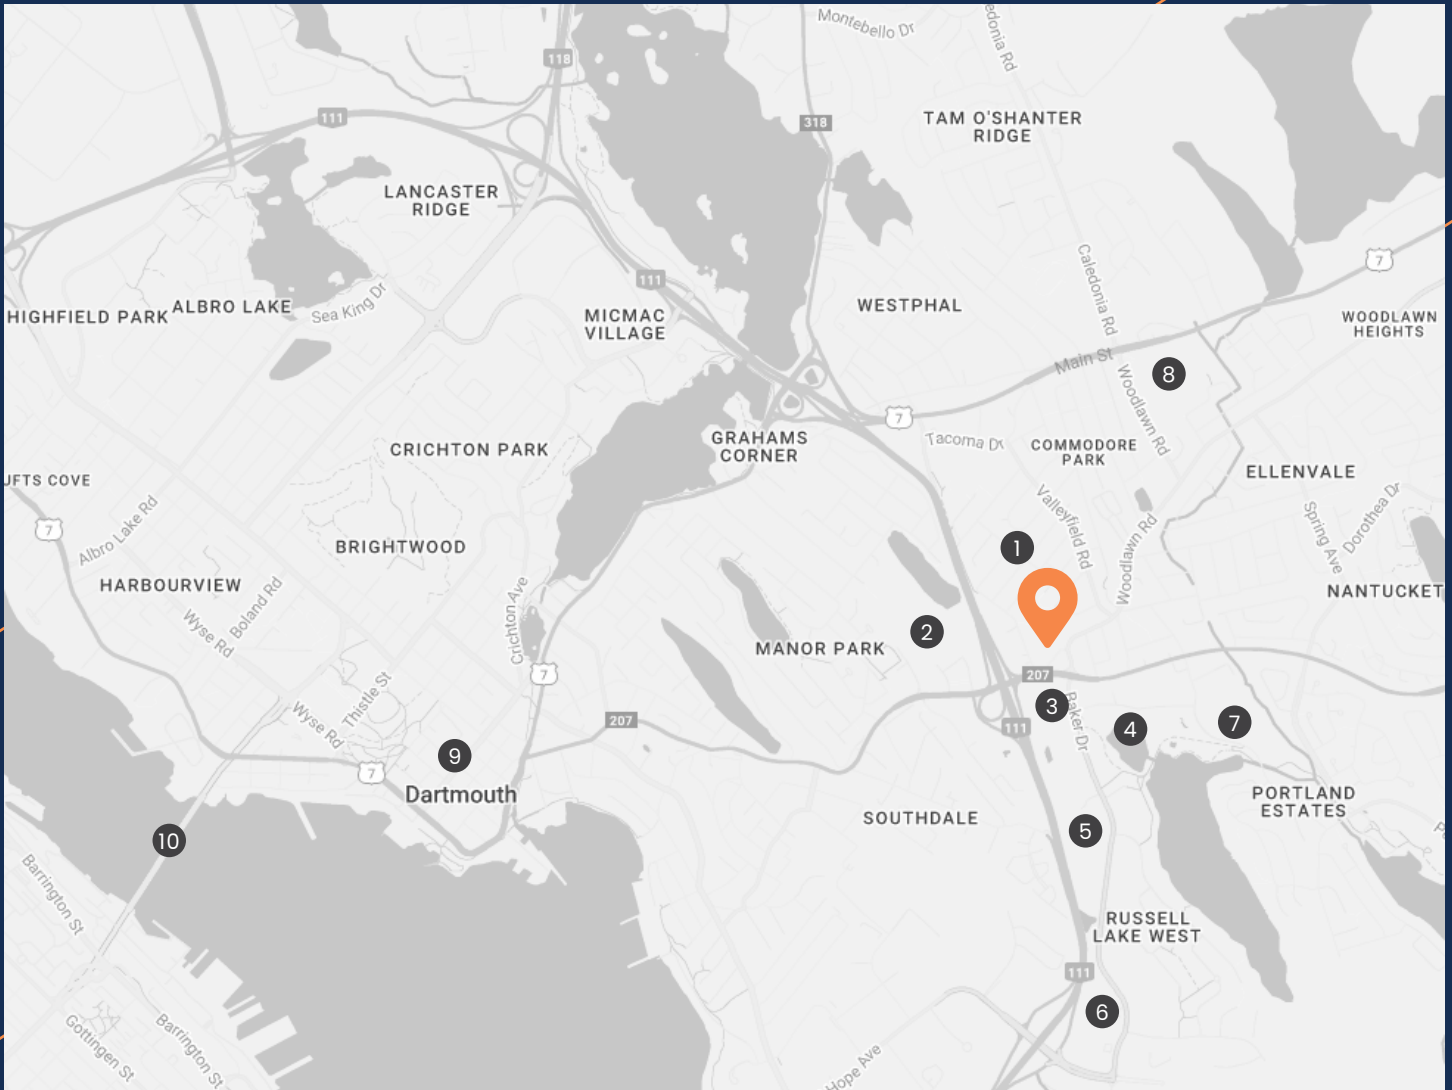 Montebello Dr
edonia Rd
118
111
318
TAM O'SHANTER
RIDGE
LANCASTER
RIDGE
Caledonia Rd
7
111
HIGHFIELD PARK
ALBRO LAKE
Sea King Dr
MICMAC
VILLAGE
WESTPHAL
WOODLAWN
HEIGHTS
Main St
8
Woodlawn Rd
7
GRAHAMS
CORNER
Tacoma Dr
COMMODORE
PARK
CRICHTON PARK
ELLENVALE
UFTS COVE
7
Albro Lake Rd
Valleyfield Rd
Woodlawn Rd
Spring Ave
Dorothea Dr
BRIGHTWOOD
1
HARBOURVIEW
NANTUCKET
Boland Rd
Wyse Rd
Crichton Ave
2
MANOR PARK
7
207
Thistle St
Wyse Rd
207
3
Baker Dr
111
4
7
9
7
Dartmouth
PORTLAND
ESTATES
SOUTHDALE
5
10
Barrington St
RUSSELL
LAKE WEST
111
6
Gottingen St
Barrington St
Hope Ave